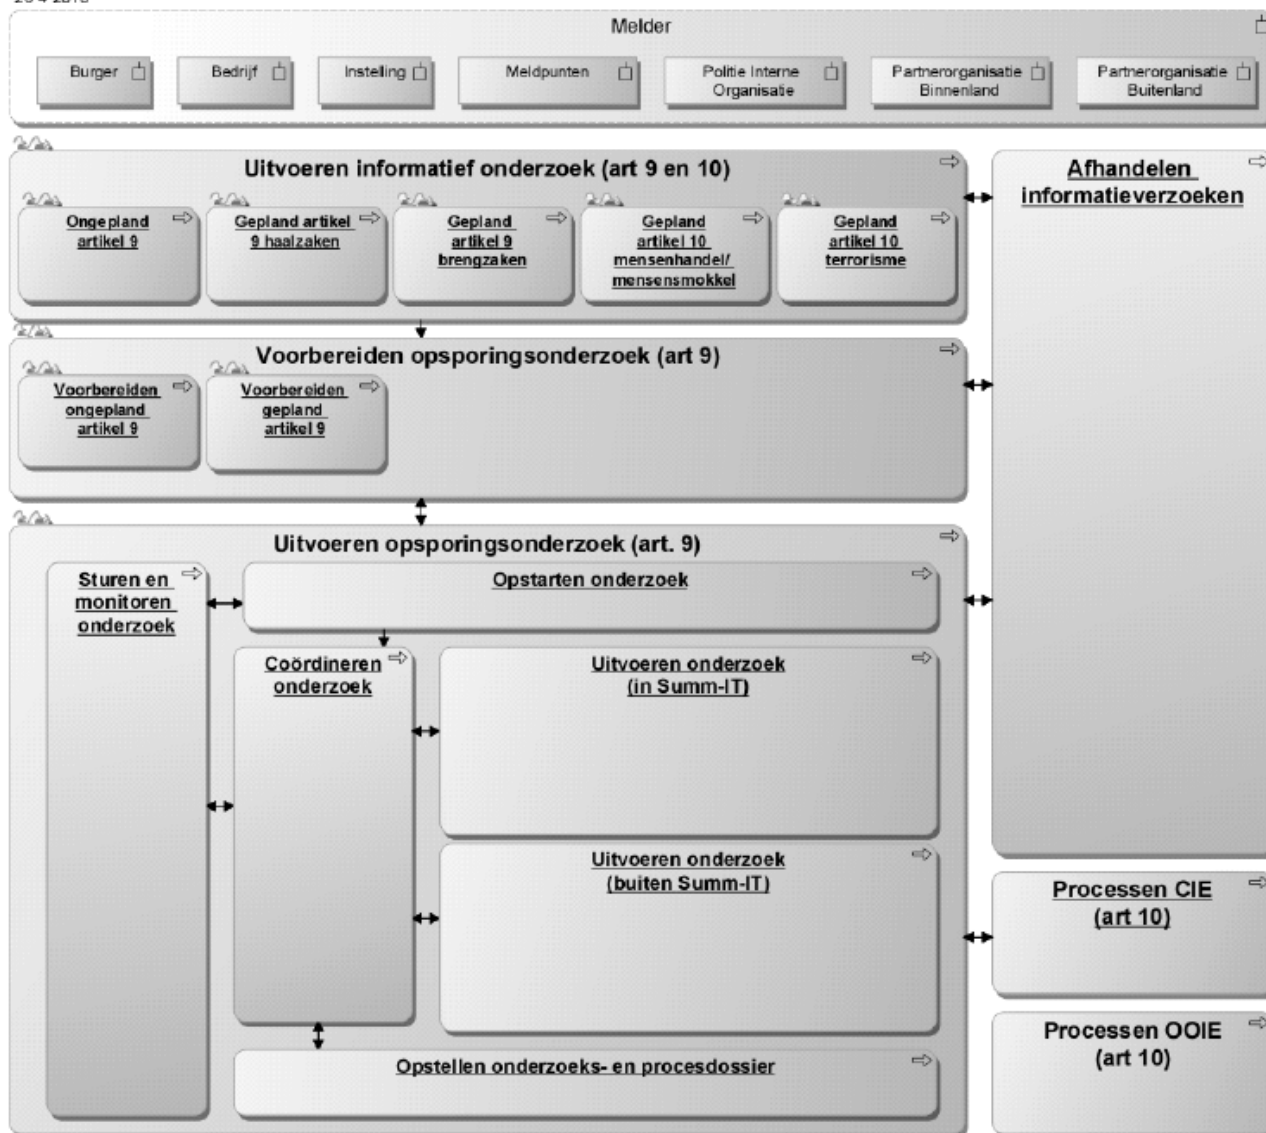 Melder
Burger
Bedrijf
Instelling
Meldpunten
Politie Interne
Organisatie
Partnerorganisatie
Binnenland
Partnerorganisatie
Buitenland
Uitvoeren informatief onderzoek (art 9 en 10)
Ongepland
artikel 9
Gepland artikel
9 haalzaken
Gepland
artikel 9
brengzaken
Gepland
artikel 10
mensenhandel/
mensensmokkel
Gepland
artikel 10
terrorisme
Afhandelen
informatieverzoeken
Voorbereiden opsporingsonderzoek (art 9)
Voorbereiden
ongepland
artikel 9
Voorbereiden
gepland
artikel 9
Uitvoeren opsporingsonderzoek (art. 9)
Sturen en
monitoren
onderzoek
Opstarten onderzoek
Coördineren
onderzoek
Uitvoeren onderzoek
(in Summ-IT)
Uitvoeren onderzoek
(buiten Summ-IT)
Opstellen onderzoeks- en procesdossier
Processen CIE
(art 10)
Processen OOIE
(art 10)